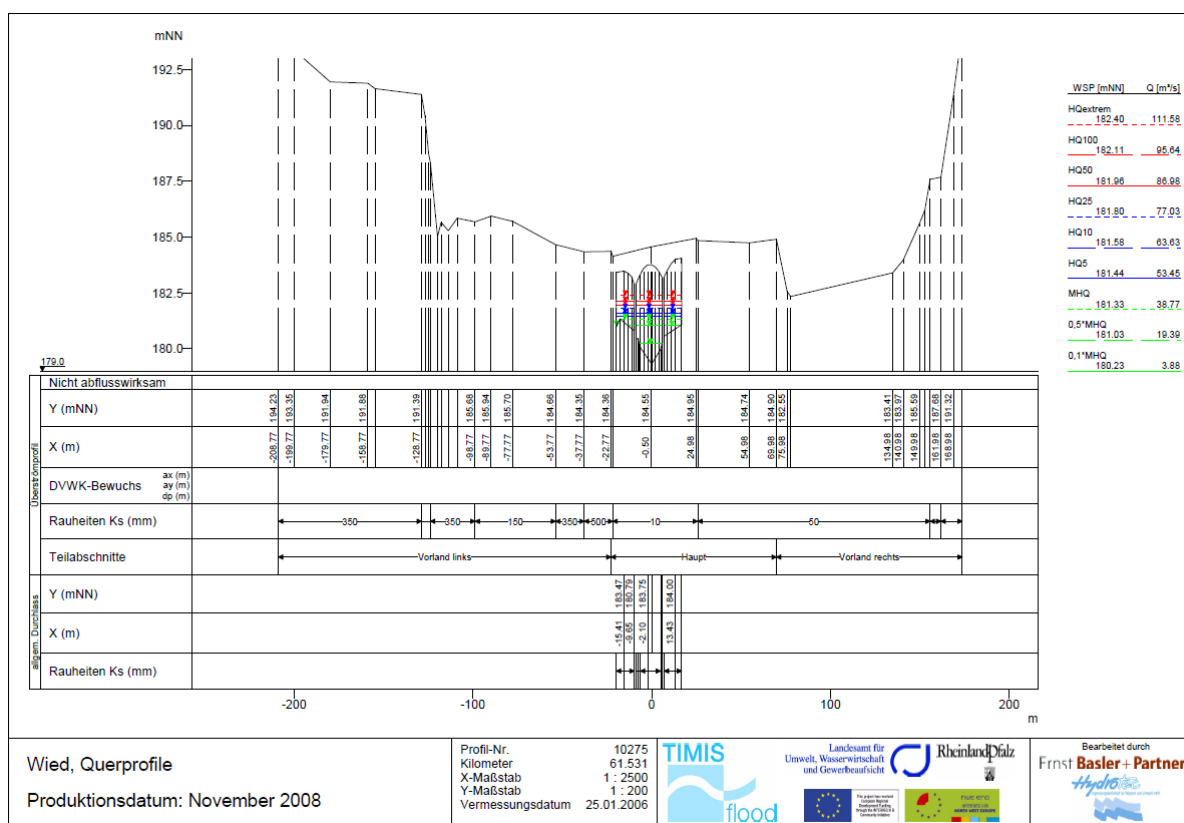 mNN
192.5
190.0
187.5
185.0
182.5
180.0
179.0
WSP [mNN] Q [m³/s]
HQextrem
182.40 111.58
HQ100
182.11 95.64
HQ50
181.96 86.98
HQ25
181.80 77.03
HQ10
181.58 63.63
HQ5
181.44 53.45
MHQ
181.33 38.77
0,5*MHQ
181.03 19.39
0,1*MHQ
180.23 3.88
Überströmprofil
Nicht abflusswirksam
Y (mNN) 194.23 193.35 191.94 191.88 191.39 185.68 185.94 185.70 184.66 184.35 184.36 184.55 184.95 184.74 184.90 182.55 183.41 183.97 185.59 187.68 191.32
X (m) -208.77 -199.77 -179.77 -158.77 -128.77 -98.77 -89.77 -77.77 -53.77 -37.77 -22.77 -0.50 24.98 54.98 69.98 75.98 134.98 140.98 149.98 161.98 168.98
DVWK-Bewuchs ax (m)
ay (m)
dp (m)
Rauheiten Ks (mm) 350 350 150 350 500 10 50
Teilabschnitte Vorland links Haupt Vorland rechts
allgem. Durchlass
Y (mNN) 183.47 180.79 183.75 184.00
X (m) -15.41 -9.65 -2.10 13.43
Rauheiten Ks (mm)
-200 -100 0 100 200
m
Wied, Querprofile
Produktionsdatum: November 2008
Profil-Nr. 10275
Kilometer 61.531
X-Maßstab 1 : 2500
Y-Maßstab 1 : 200
Vermessungsdatum 25.01.2006
TIMIS
flood
Landesamt für
Umwelt, Wasserwirtschaft
und Gewerbeaufsicht
RheinlandPfalz
Bearbeitet durch
Ernst Basler + Partner
Hydrotec